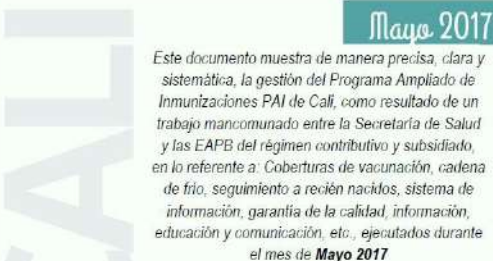 Mayo 2017
Este documento muestra de manera precisa, clara y
sistemática, la gestión del Programa Ampliado de
Inmunizaciones PAI de Cali, como resultado de un
trabajo mancomunado entre la Secretaría de Salud
y las EAPB del régimen contributivo y subsidiado,
en lo referente a: Coberturas de vacunación, cadena
de frío, seguimiento a recién nacidos, sistema de
información, garantía de la calidad, información,
educación y comunicación, etc., ejecutados durante
el mes de Mayo 2017
CALI